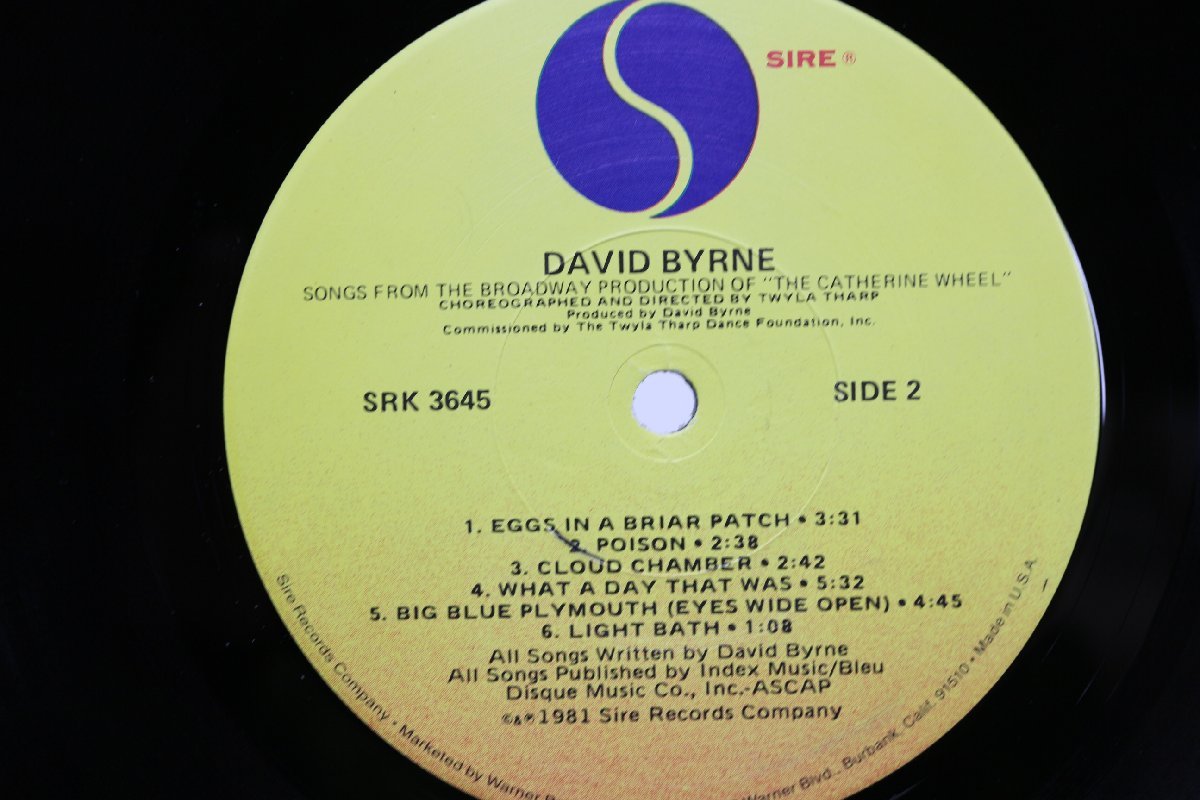 SIRE ®
DAVID BYRNE
SONGS FROM THE BROADWAY PRODUCTION OF "THE CATHERINE WHEEL"
CHOREOGRAPHED AND DIRECTED BY TWYLA THARP
Produced by David Byrne
Commissioned by The Twyla Tharp Dance Foundation, Inc.
SRK 3645
SIDE 2
1. EGGS IN A BRIAR PATCH • 3:31
2. POISON • 2:38
3. CLOUD CHAMBER • 2:42
4. WHAT A DAY THAT WAS • 5:32
5. BIG BLUE PLYMOUTH (EYES WIDE OPEN) • 4:45
6. LIGHT BATH • 1:08
All Songs Written by David Byrne
All Songs Published by Index Music/Bleu
Disque Music Co., Inc.-ASCAP
©&℗1981 Sire Records Company
Sire Records Company • Marketed by Warner Warner Blvd., Burbank, Calif. 91510 • Made in U.S.A.